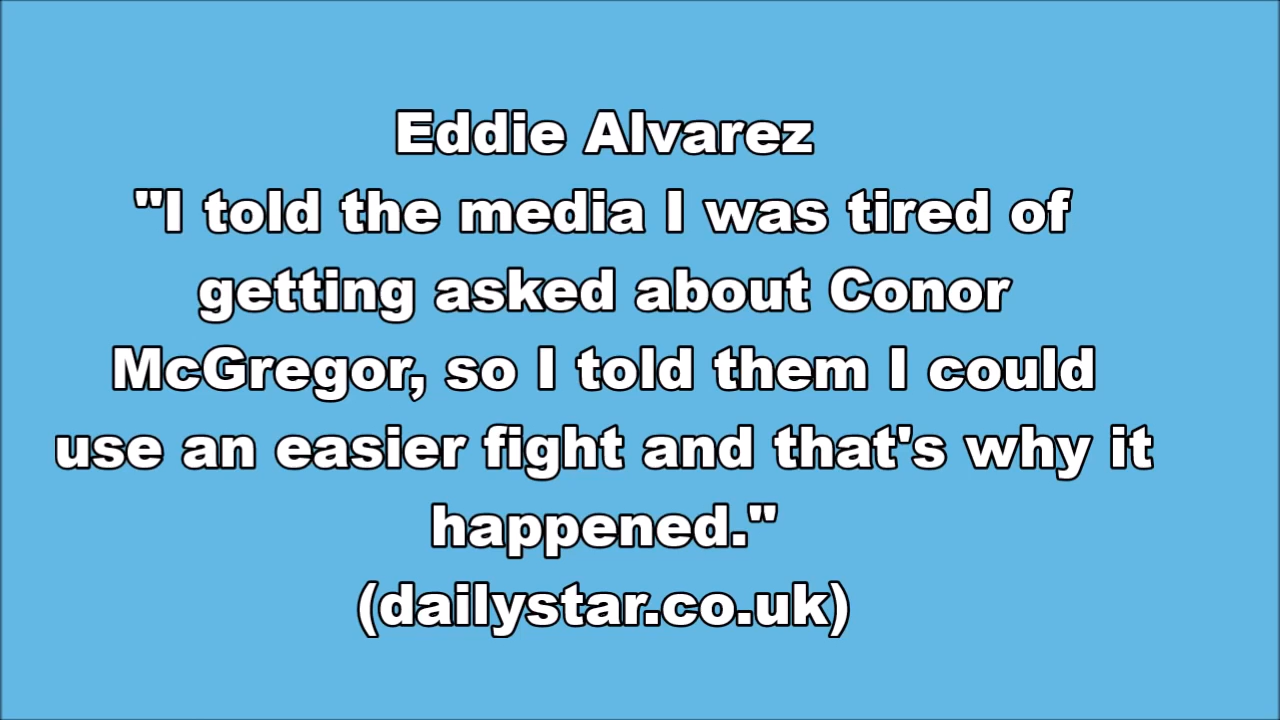 Eddie Alvarez
"I told the media I was tired of
getting asked about Conor
McGregor, so I told them I could
use an easier fight and that's why it
happened."
(dailystar.co.uk)